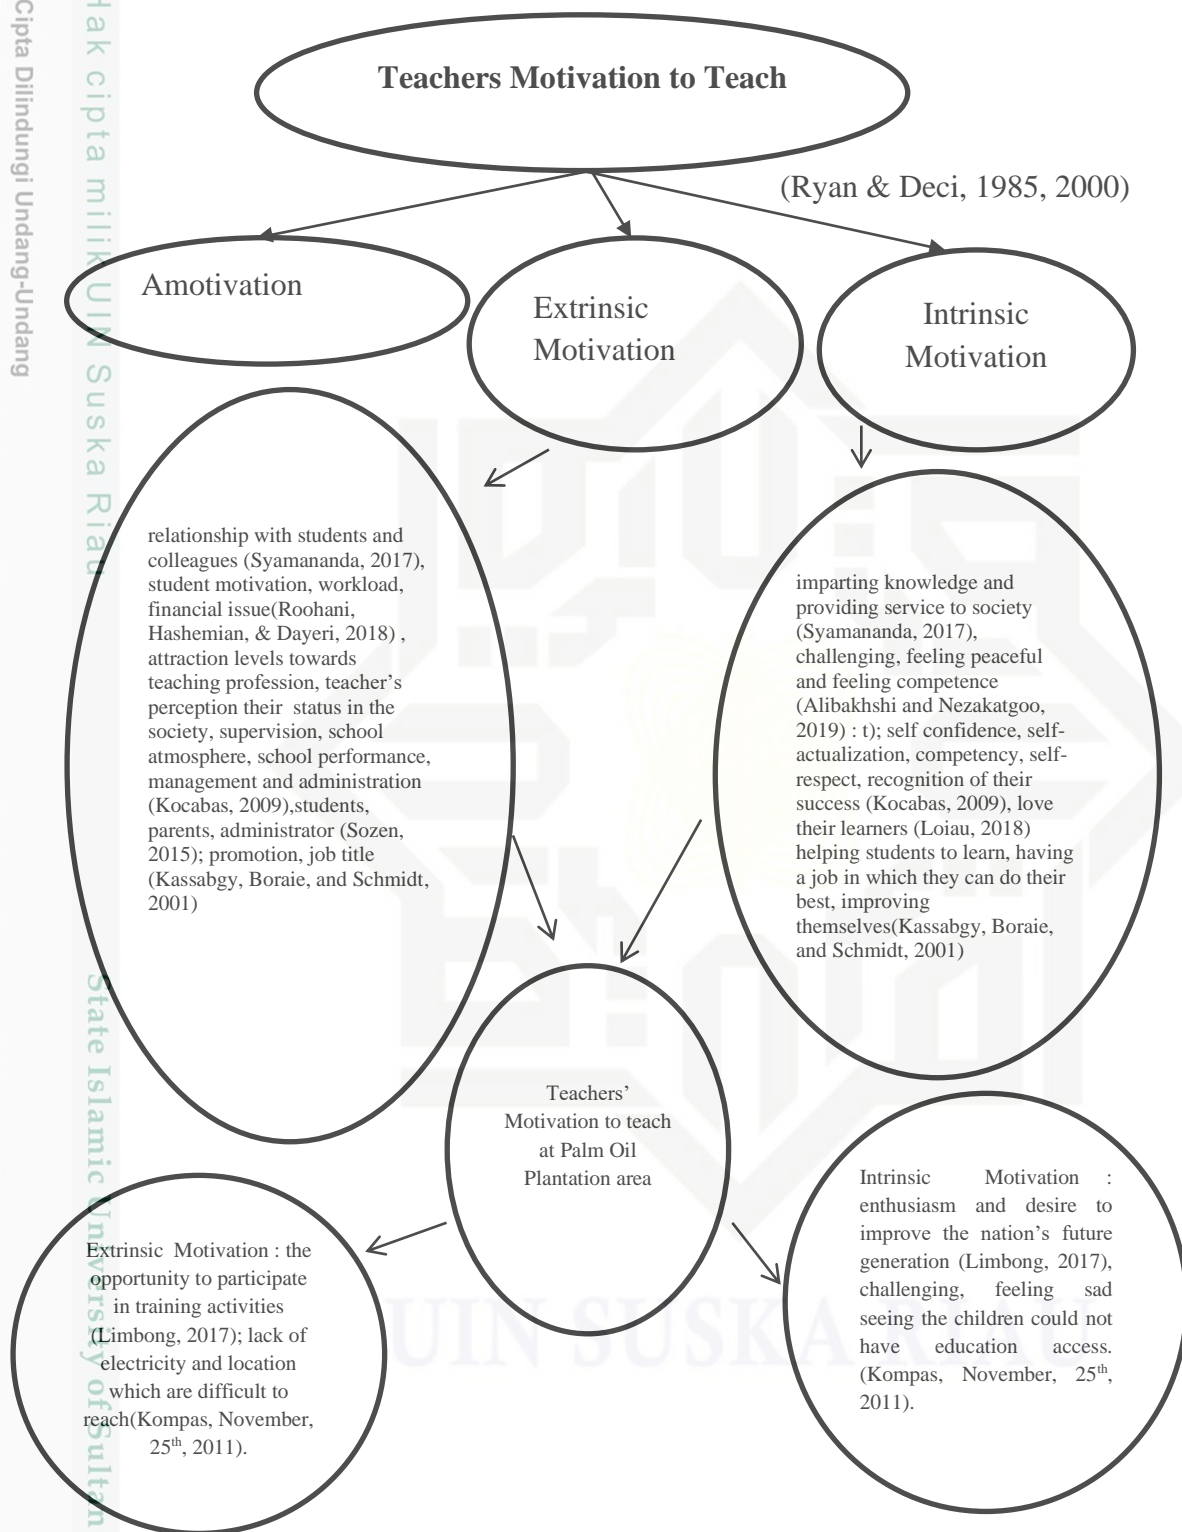 Hak cipta milik UIN Suska Riau
Cipta Dilindungi Undang-Undang
State Islamic University of Sultan
Teachers Motivation to Teach
(Ryan & Deci, 1985, 2000)
Amotivation
Extrinsic
Motivation
Intrinsic
Motivation
relationship with students and
colleagues (Syamananda, 2017),
student motivation, workload,
financial issue(Roohani,
Hashemian, & Dayeri, 2018) ,
attraction levels towards
teaching profession, teacher’s
perception their status in the
society, supervision, school
atmosphere, school performance,
management and administration
(Kocabas, 2009),students,
parents, administrator (Sozen,
2015); promotion, job title
(Kassabgy, Boraie, and Schmidt,
2001)
imparting knowledge and
providing service to society
(Syamananda, 2017),
challenging, feeling peaceful
and feeling competence
(Alibakhshi and Nezakatgoo,
2019) : t); self confidence, self-
actualization, competency, self-
respect, recognition of their
success (Kocabas, 2009), love
their learners (Loiau, 2018)
helping students to learn, having
a job in which they can do their
best, improving
themselves(Kassabgy, Boraie,
and Schmidt, 2001)
Teachers’
Motivation to teach
at Palm Oil
Plantation area
Extrinsic Motivation : the
opportunity to participate
in training activities
(Limbong, 2017); lack of
electricity and location
which are difficult to
reach(Kompas, November,
25th, 2011).
Intrinsic Motivation :
enthusiasm and desire to
improve the nation’s future
generation (Limbong, 2017),
challenging, feeling sad
seeing the children could not
have education access.
(Kompas, November, 25th,
2011).
UIN SUSKA RIAU